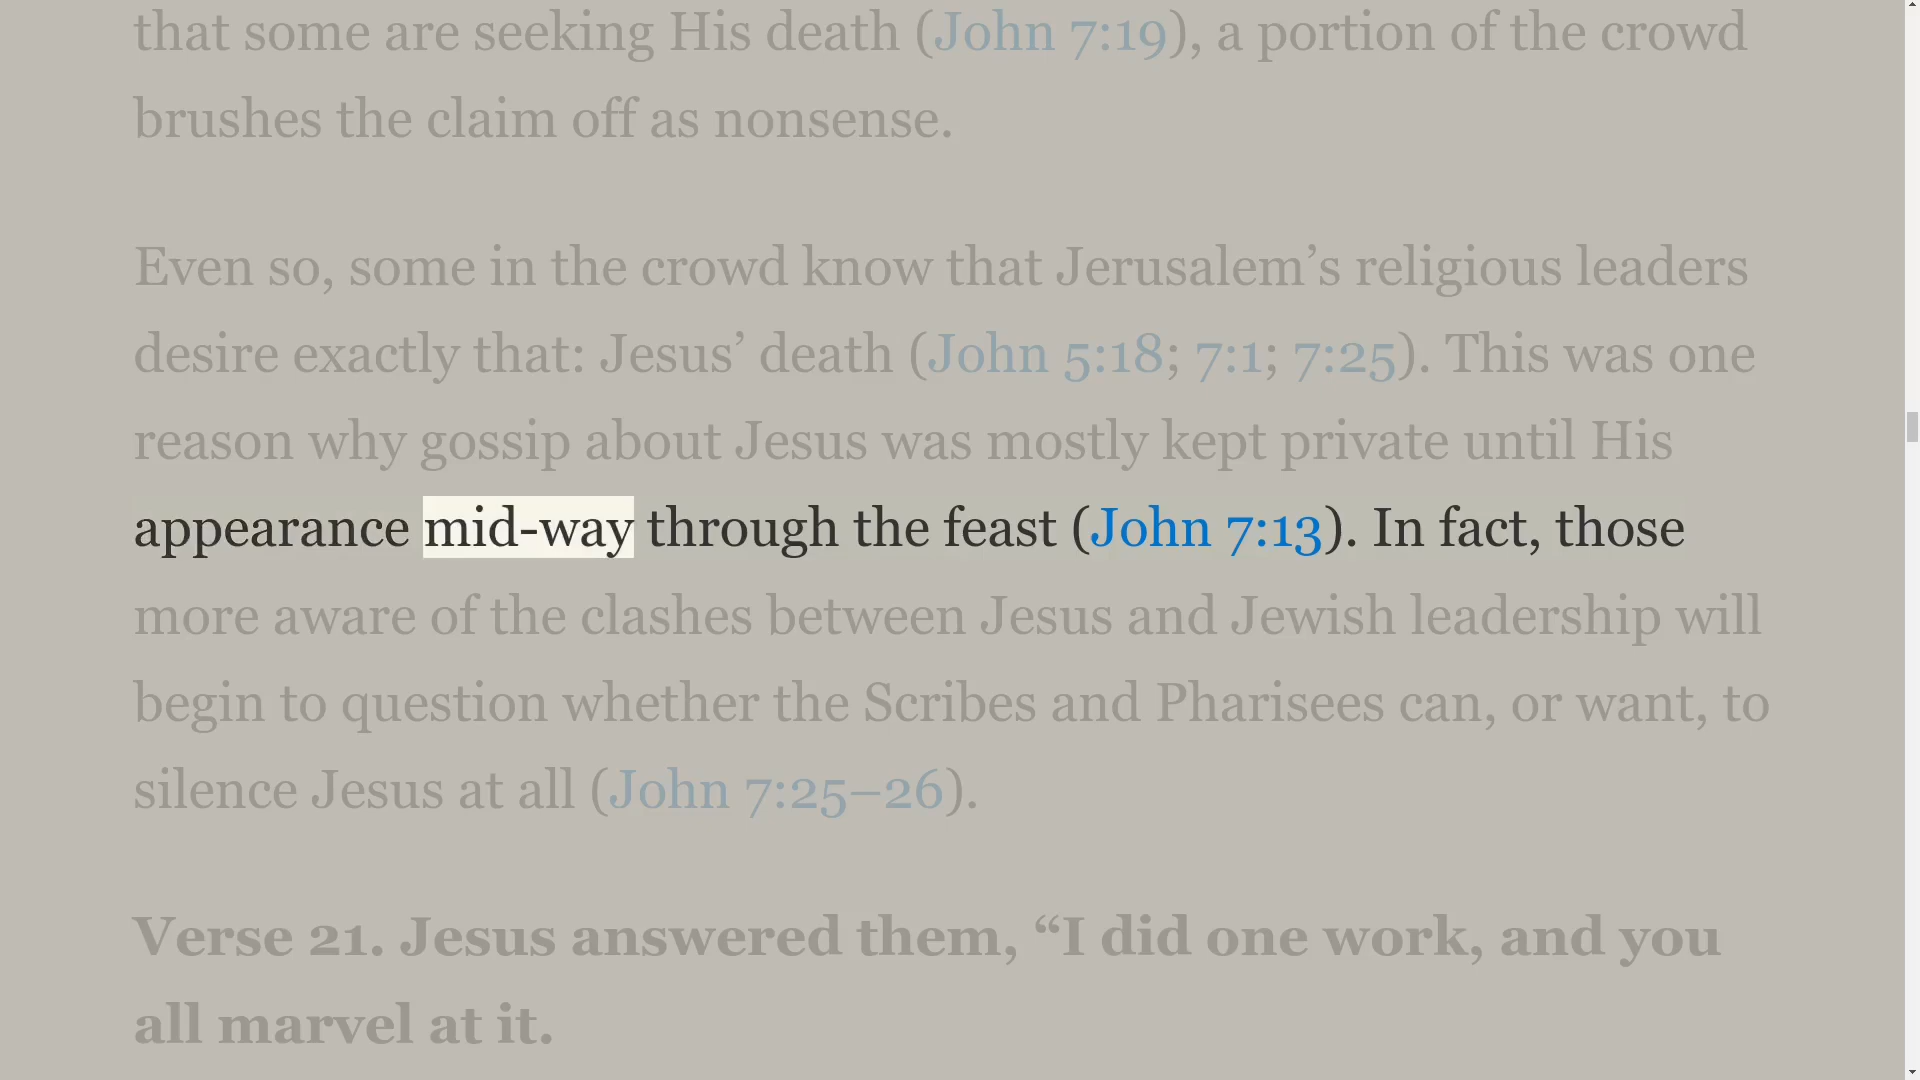 that some are seeking His death (John 7:19), a portion of the crowd
brushes the claim off as nonsense.
Even so, some in the crowd know that Jerusalem’s religious leaders
desire exactly that: Jesus’ death (John 5:18; 7:1; 7:25). This was one
reason why gossip about Jesus was mostly kept private until His
appearance mid-way through the feast (John 7:13). In fact, those
more aware of the clashes between Jesus and Jewish leadership will
begin to question whether the Scribes and Pharisees can, or want, to
silence Jesus at all (John 7:25–26).
Verse 21. Jesus answered them, “I did one work, and you
all marvel at it.